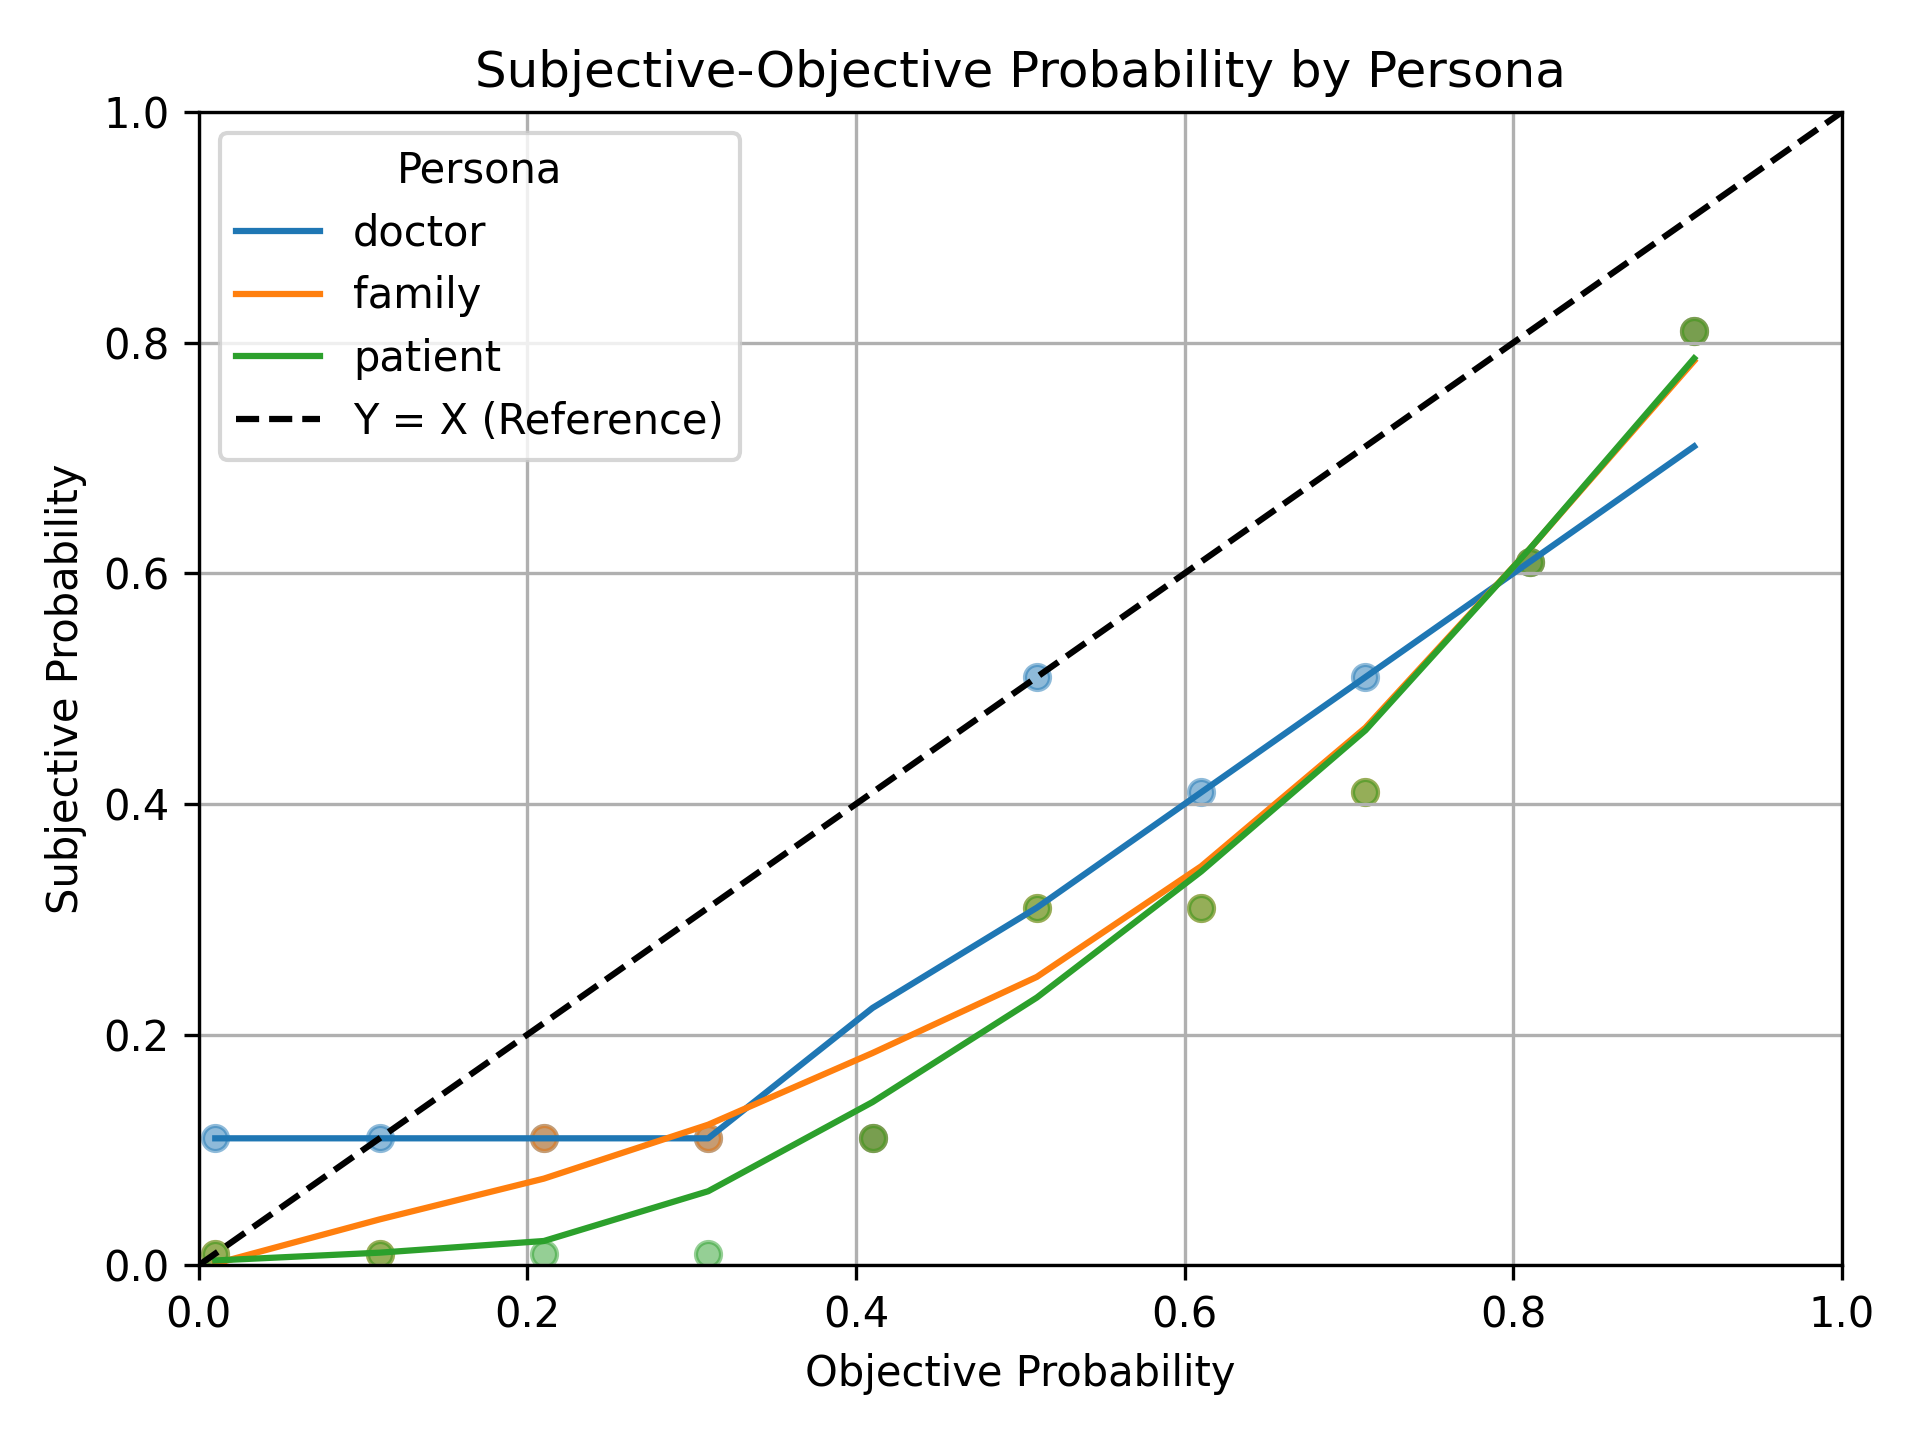 Subjective-Objective Probability by Persona
1.0
0.8
0.6
0.4
0.2
0.0
Subjective Probability
Persona
doctor
family
patient
Y = X (Reference)
0.0 0.2 0.4 0.6 0.8 1.0
Objective Probability